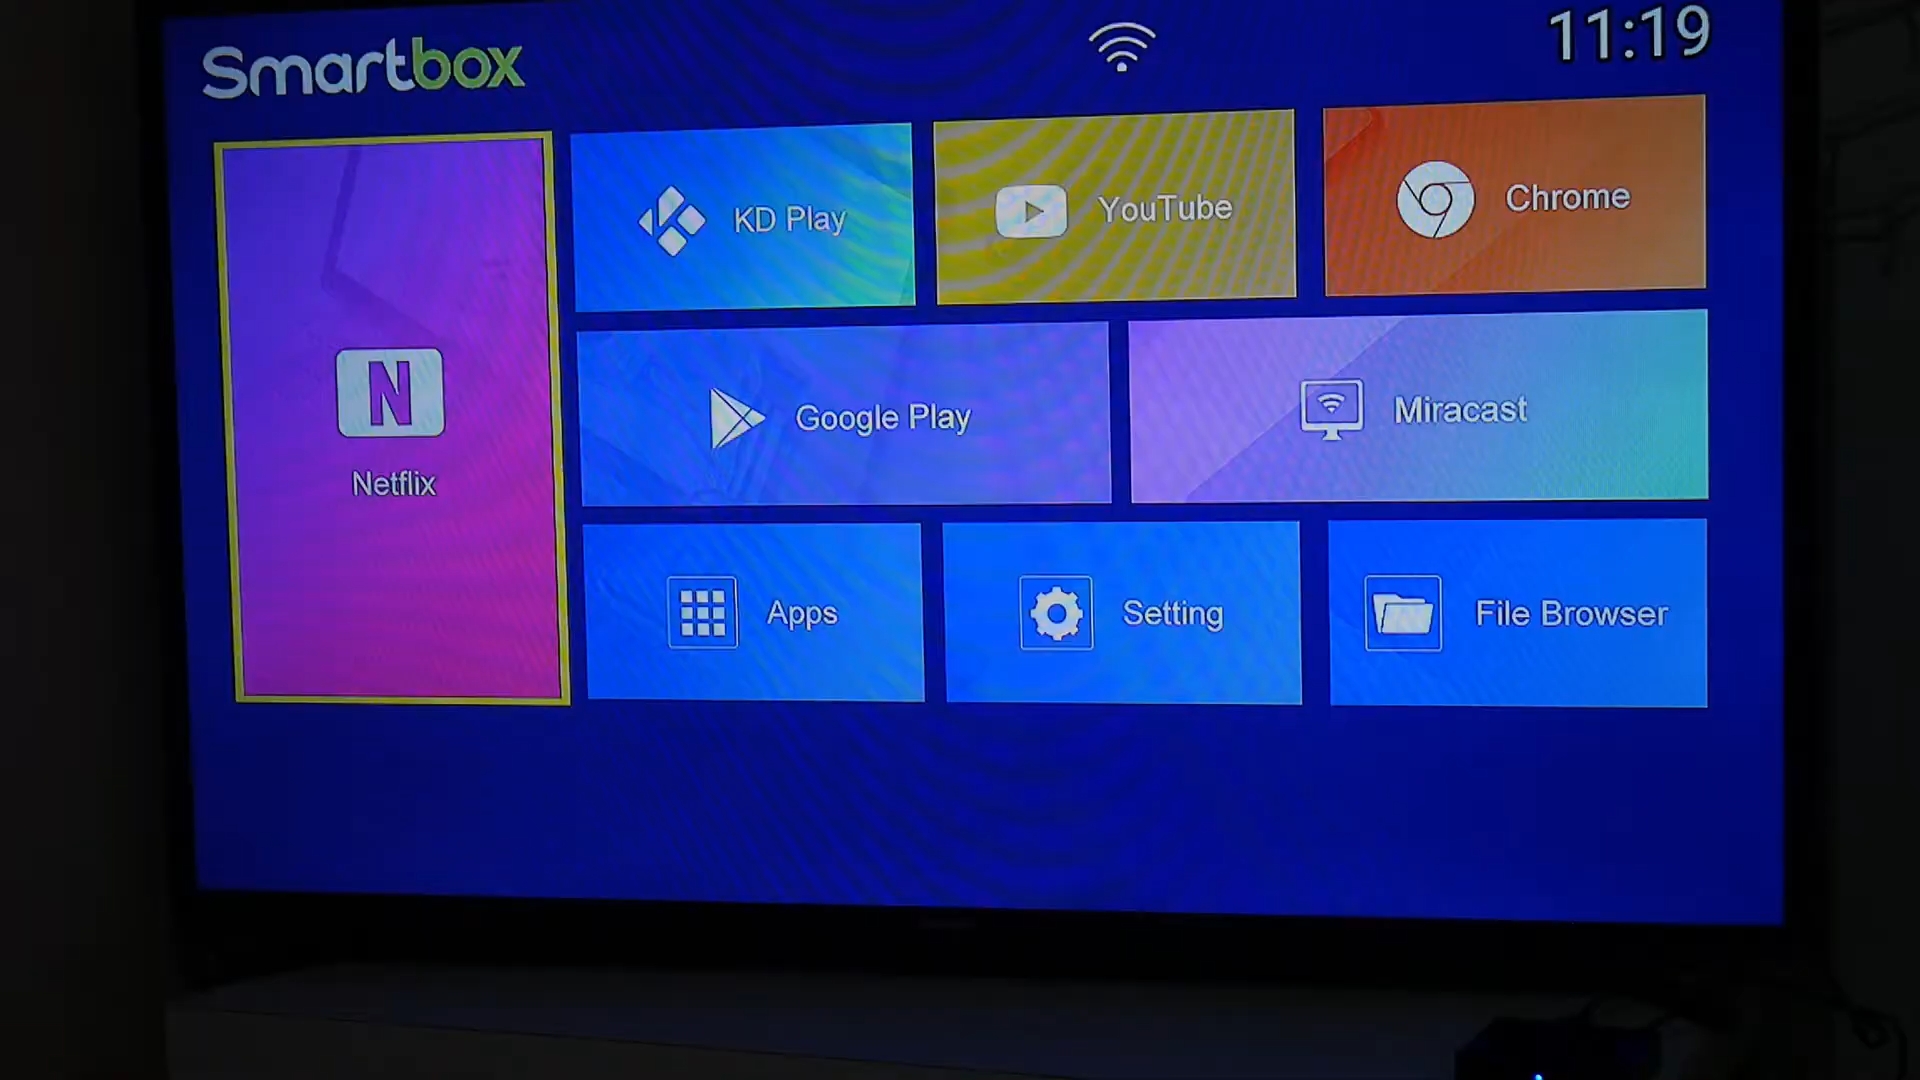 Smartbox
11:19
N
Netflix
KD Play
YouTube
Chrome
Google Play
Miracast
Apps
Setting
File Browser